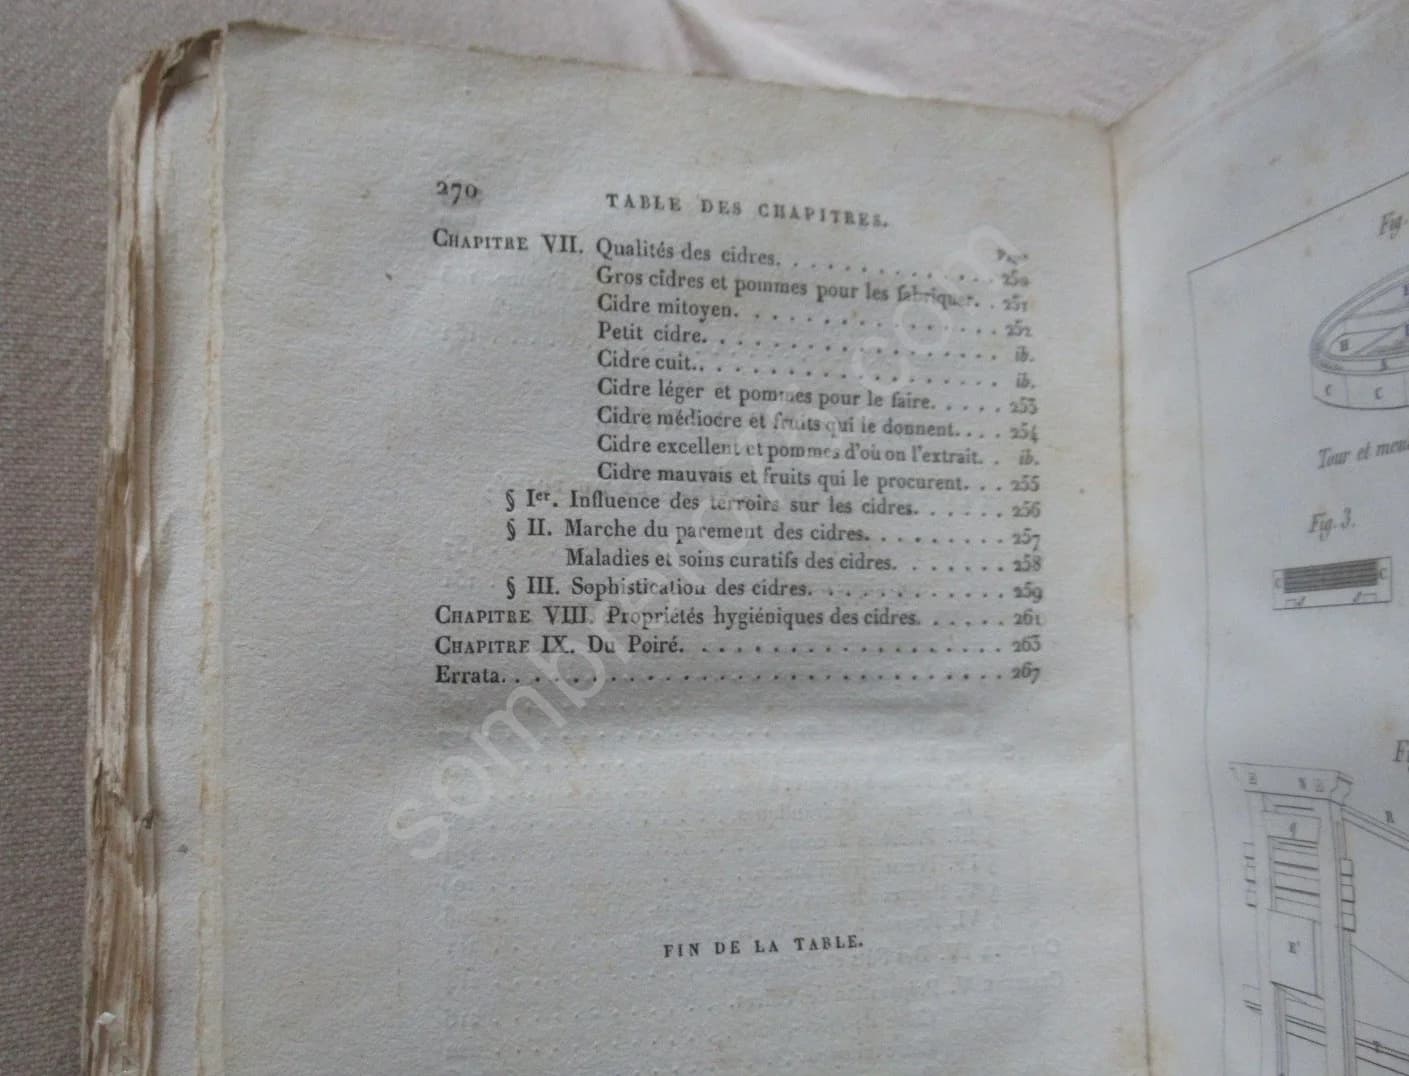 270
TABLE DES CHAPITRES.
Pages
CHAPITRE VII. Qualités des cidres. . . . . . . . . . . . . 250
Gros cidres et pommes pour les fabriquer. . 251
Cidre mitoyen. . . . . . . . . . . . . . . . 252
Petit cidre. . . . . . . . . . . . . . . . . ib.
Cidre cuit. . . . . . . . . . . . . . . . . . ib.
Cidre léger et pommes pour le faire. . . . . 253
Cidre médiocre et fruits qui le donnent. . . . 254
Cidre excellent et pommes d'où on l'extrait. . ib.
Cidre mauvais et fruits qui le procurent. . . 255
§ Ier. Influence des terroirs sur les cidres. . . . . . 256
§ II. Marche du parement des cidres. . . . . . . . 257
Maladies et soins curatifs des cidres. . . . . . . 258
§ III. Sophistication des cidres. . . . . . . . . . . 259
CHAPITRE VIII. Propriétés hygiéniques des cidres. . . . . . 261
CHAPITRE IX. Du Poiré. . . . . . . . . . . . . . . . . . 263
Errata. . . . . . . . . . . . . . . . . . . . . . . . . . 267
FIN DE LA TABLE.
Fig.
H
C C
Tour et
Fig. 3.
C C
d d
E N E
R
q
E'